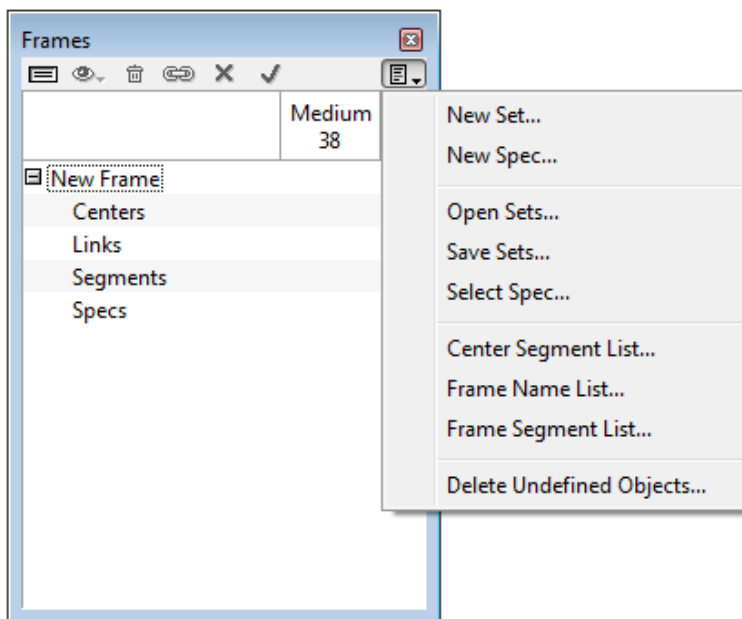 Frames
Medium
38
New Frame
Centers
Links
Segments
Specs
New Set...
New Spec...
Open Sets...
Save Sets...
Select Spec...
Center Segment List...
Frame Name List...
Frame Segment List...
Delete Undefined Objects...